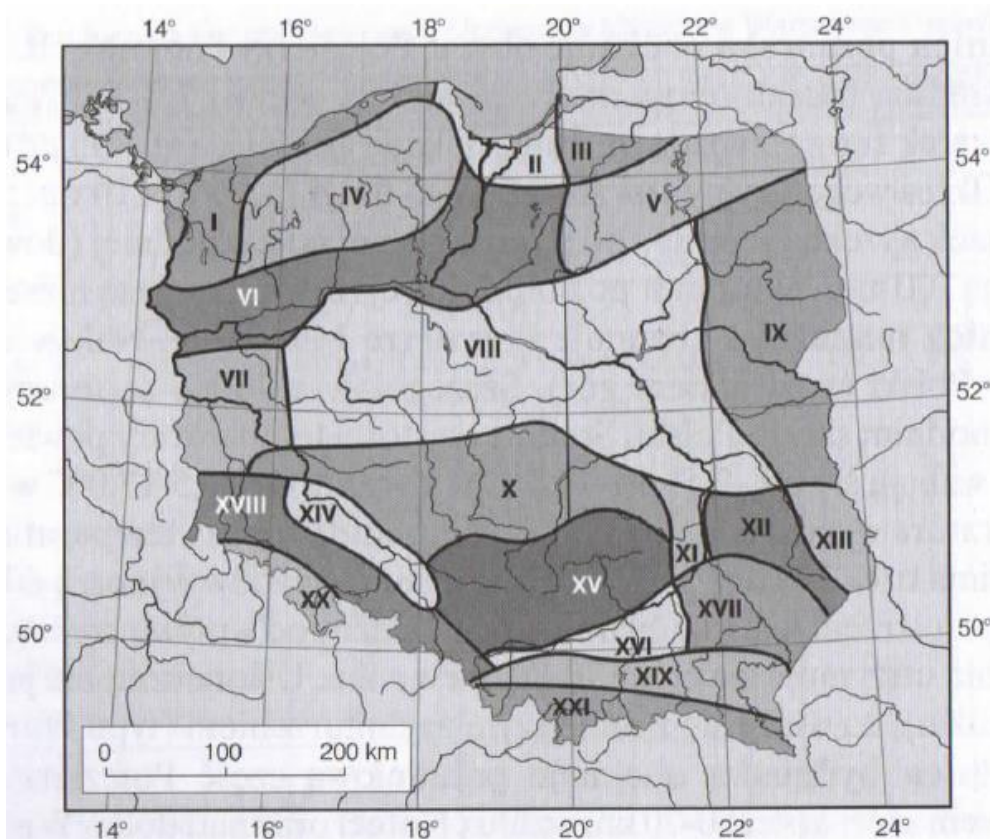 14° 16° 18° 20° 22° 24°
54° 54°
II III
I IV V
VI
IX
VII VIII
52° 52°
X
XVIII XIV XI XII XIII
XV
XX XVII
50° 50°
XVI
XIX
XXI
0 100 200 km
14° 16° 18° 20° 22° 24°